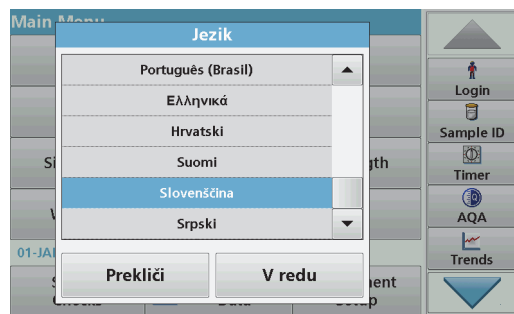 Main Menu
Jezik
Português (Brasil)
Ελληνικά
Hrvatski
Suomi
Slovenščina
Srpski
Prekliči
V redu
01-JA
Login
Sample ID
Timer
AQA
Trends